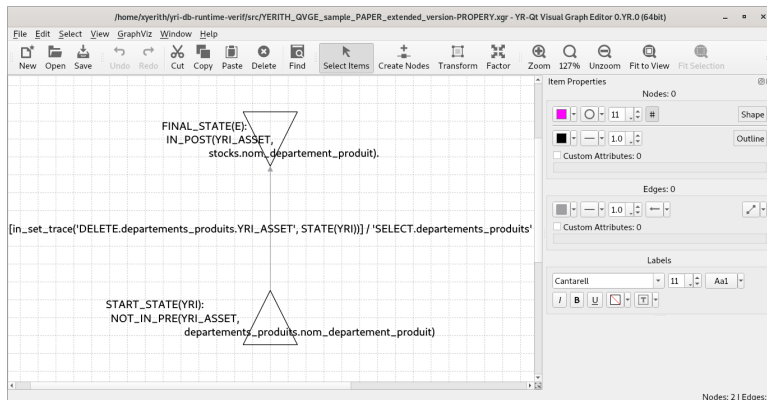 /home/xyerith/yri-db-runtime-verif/src/YERITH_QVGE_sample_PAPER_extended_version-PROPERY.xgr - YR-Qt Visual Graph Editor 0.YR.0 (64bit)
File Edit Select View GraphViz Window Help
New Open Save Undo Redo Cut Copy Paste Delete Find Select Items Create Nodes Transform Factor Zoom 127% Unzoom Fit to View Fit Selection
Item Properties
Nodes: 0
11 # Shape
1.0 Outline
Custom Attributes: 0
Edges: 0
1.0
Custom Attributes: 0
Labels
Cantarell 11 Aa1
I B U T
FINAL_STATE(E):
IN_POST(YRI_ASSET,
stocks.nom_departement_produit).
[in_set_trace('DELETE.departements_produits.YRI_ASSET', STATE(YRI))] / 'SELECT.departements_produits'
START_STATE(YRI):
NOT_IN_PRE(YRI_ASSET,
departements_produits.nom_departement_produit)
Nodes: 2 | Edges: